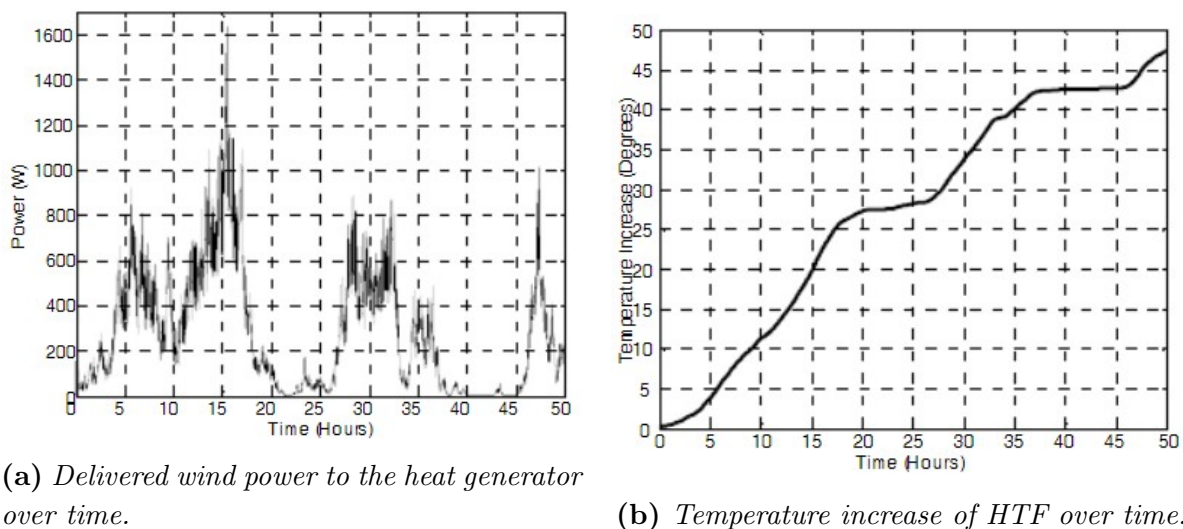 1600
1400
1200
1000
800
600
400
200
0
Power (W)
0 5 10 15 20 25 30 35 40 45 50
Time (Hours)
(a) Delivered wind power to the heat generator
over time.
50
45
40
35
30
25
20
15
10
5
0
Temperature Increase (Degrees)
0 5 10 15 20 25 30 35 40 45 50
Time (Hours)
(b) Temperature increase of HTF over time.